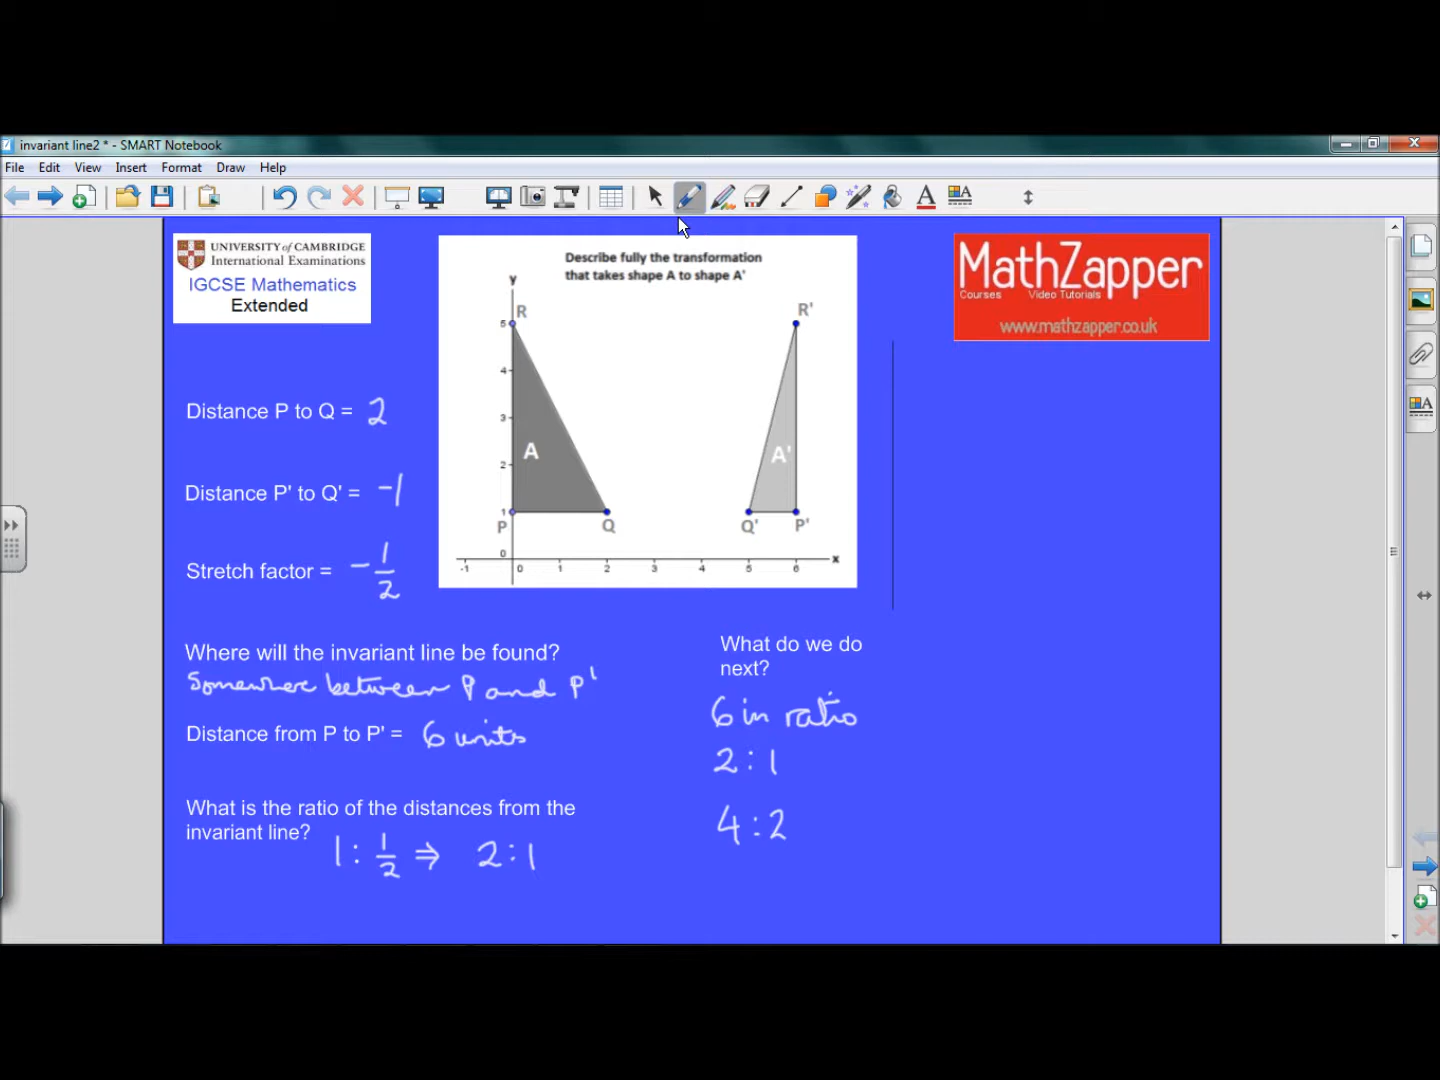 invariant line2 * - SMART Notebook
File Edit View Insert Format Draw Help
UNIVERSITY of CAMBRIDGE
International Examinations
IGCSE Mathematics
Extended
Describe fully the transformation
that takes shape A to shape A'
MathZapper
Courses Video Tutorials
www.mathzapper.co.uk
y
R
R'
5
4
3
2
1
0
A
A'
P
Q
Q'
P'
x
-1 0 1 2 3 4 5 6
Distance P to Q = 2
Distance P' to Q' = -1
Stretch factor = - 1/2
Where will the invariant line be found?
Somewhere between P and P'
Distance from P to P' = 6 units
What is the ratio of the distances from the
invariant line? 1 : 1/2 ⇒ 2 : 1
What do we do
next?
6 in ratio
2 : 1
4 : 2